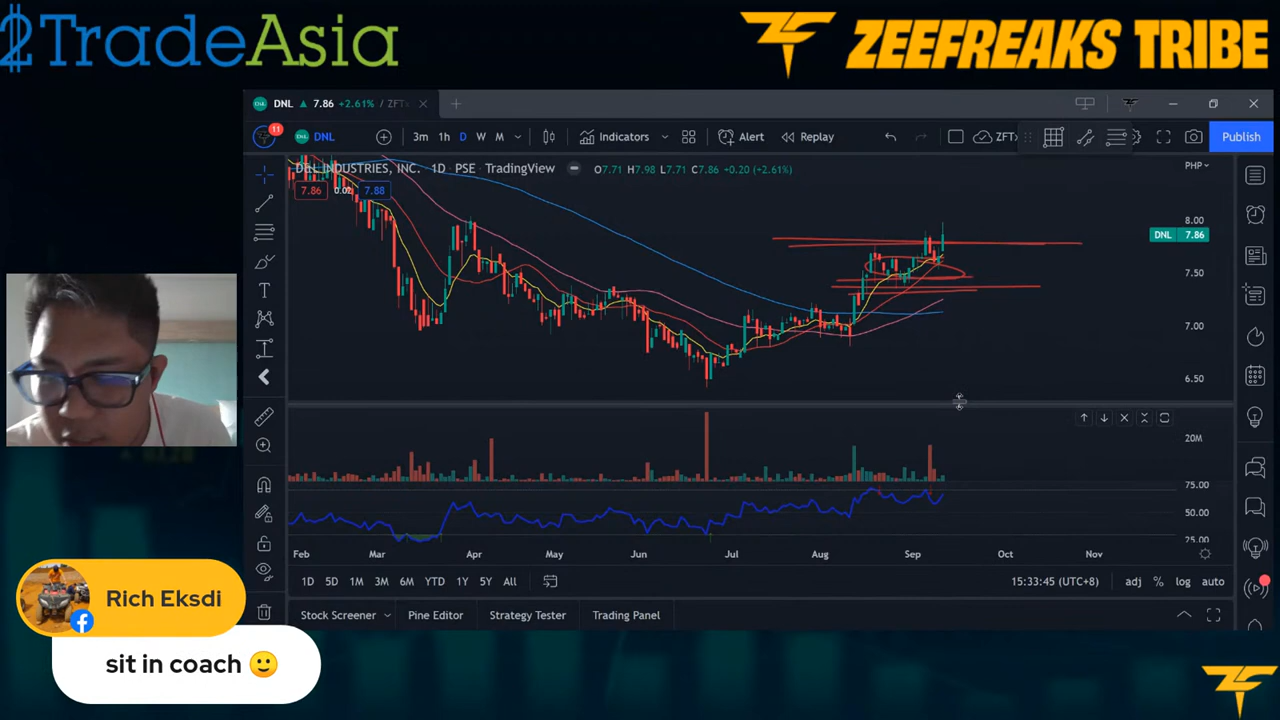 2TradeAsia
ZEEFREAKS TRIBE
DNL ▲ 7.86 +2.61% / ZFT
11
DNL
3m 1h D W M
Indicators
Alert
Replay
ZFT
Publish
D&L INDUSTRIES, INC. 1D PSE TradingView
O7.71 H7.98 L7.71 C7.86 +0.20 (+2.61%)
PHP
7.86 0.02 7.88
8.00
DNL 7.86
7.50
7.00
6.50
20M
75.00
50.00
25.00
Feb Mar Apr May Jun Jul Aug Sep Oct Nov
1D 5D 1M 3M 6M YTD 1Y 5Y All
15:33:45 (UTC+8) adj % log auto
Stock Screener Pine Editor Strategy Tester Trading Panel
Rich Eksdi
sit in coach 🙂